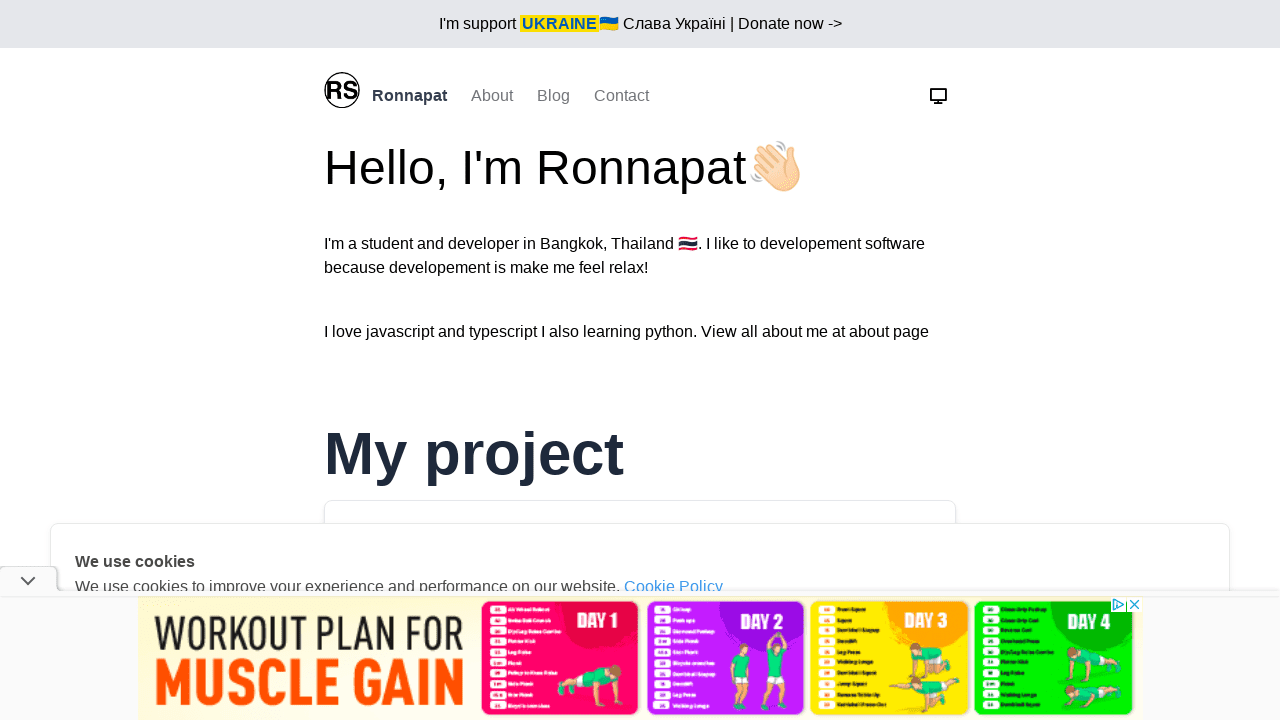 I'm support UKRAINE 🇺🇦 Слава Україні | Donate now ->
RS Ronnapat About Blog Contact
Hello, I'm Ronnapat👋🏻
I'm a student and developer in Bangkok, Thailand 🇹🇭. I like to developement software
because developement is make me feel relax!
I love javascript and typescript I also learning python. View all about me at about page
My project
We use cookies
We use cookies to improve your experience and performance on our website. Cookie Policy
WORKOUT PLAN FOR
MUSCLE GAIN
DAY 1
DAY 2
DAY 3
DAY 4